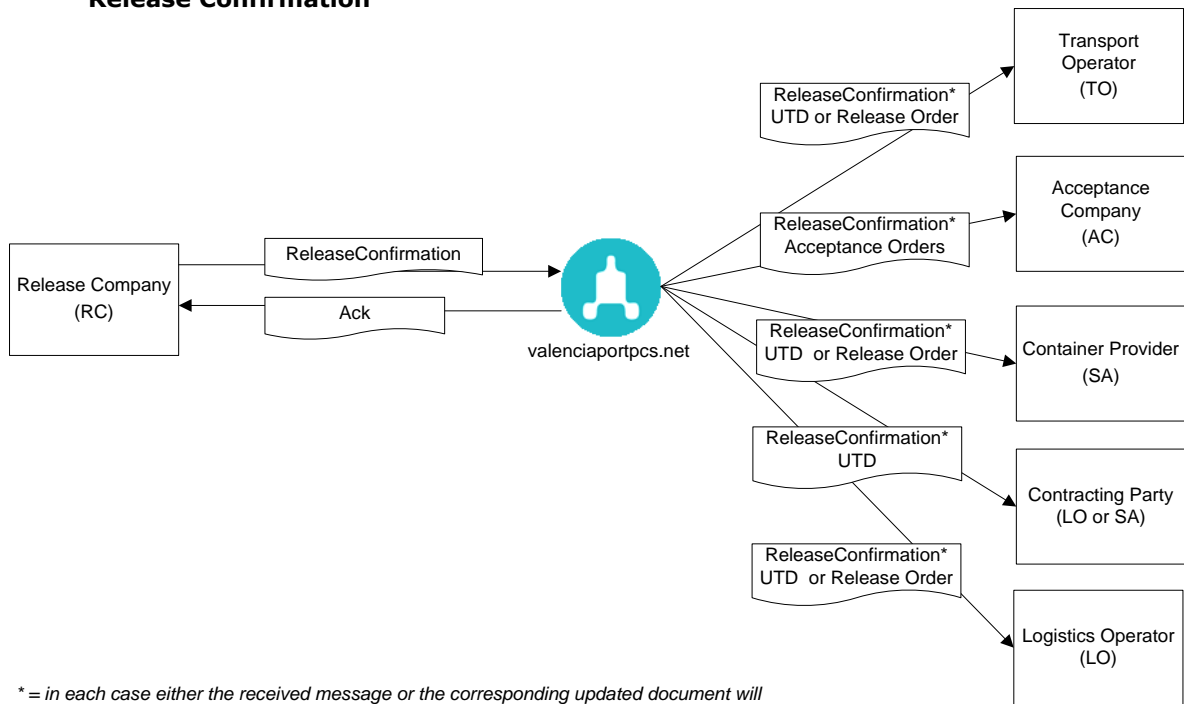 Release Confirmation
Transport
Operator
(TO)
ReleaseConfirmation*
UTD or Release Order
Acceptance
Company
(AC)
ReleaseConfirmation*
Acceptance Orders
ReleaseConfirmation
Release Company
(RC)
Ack
valenciaportpcs.net
ReleaseConfirmation*
UTD or Release Order
Container Provider
(SA)
ReleaseConfirmation*
UTD
Contracting Party
(LO or SA)
ReleaseConfirmation*
UTD or Release Order
Logistics Operator
(LO)
* = in each case either the received message or the corresponding updated document will